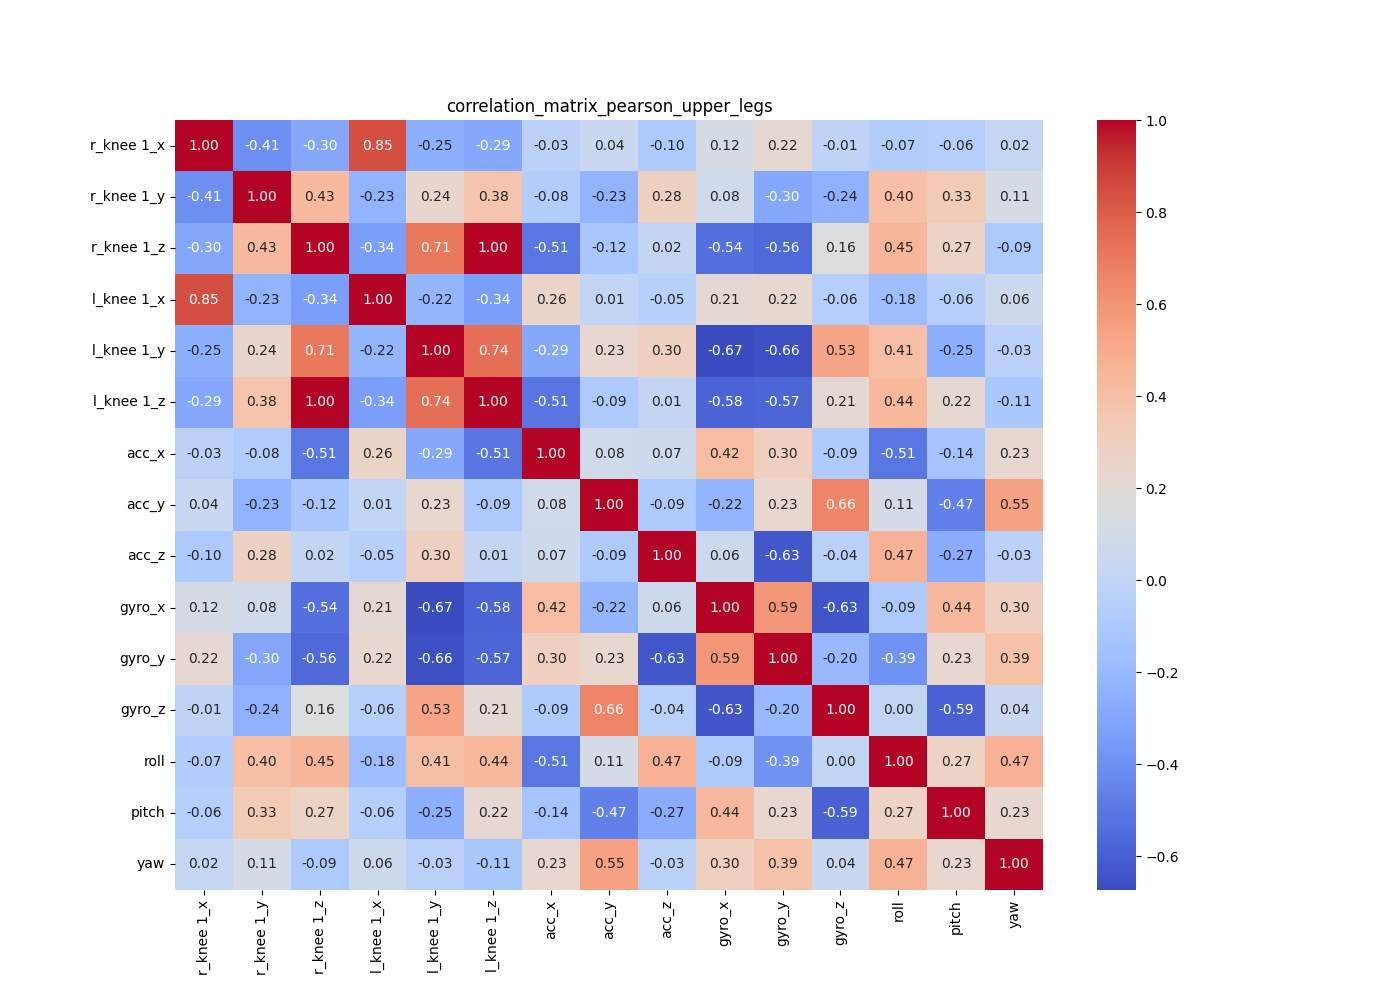 correlation_matrix_pearson_upper_legs
r_knee 1_x 1.00 -0.41 -0.30 0.85 -0.25 -0.29 -0.03 0.04 -0.10 0.12 0.22 -0.01 -0.07 -0.06 0.02 1.0
r_knee 1_y -0.41 1.00 0.43 -0.23 0.24 0.38 -0.08 -0.23 0.28 0.08 -0.30 -0.24 0.40 0.33 0.11 0.8
r_knee 1_z -0.30 0.43 1.00 -0.34 0.71 1.00 -0.51 -0.12 0.02 -0.54 -0.56 0.16 0.45 0.27 -0.09
l_knee 1_x 0.85 -0.23 -0.34 1.00 -0.22 -0.34 0.26 0.01 -0.05 0.21 0.22 -0.06 -0.18 -0.06 0.06 0.6
l_knee 1_y -0.25 0.24 0.71 -0.22 1.00 0.74 -0.29 0.23 0.30 -0.67 -0.66 0.53 0.41 -0.25 -0.03
l_knee 1_z -0.29 0.38 1.00 -0.34 0.74 1.00 -0.51 -0.09 0.01 -0.58 -0.57 0.21 0.44 0.22 -0.11 0.4
acc_x -0.03 -0.08 -0.51 0.26 -0.29 -0.51 1.00 0.08 0.07 0.42 0.30 -0.09 -0.51 -0.14 0.23
acc_y 0.04 -0.23 -0.12 0.01 0.23 -0.09 0.08 1.00 -0.09 -0.22 0.23 0.66 0.11 -0.47 0.55 0.2
acc_z -0.10 0.28 0.02 -0.05 0.30 0.01 0.07 -0.09 1.00 0.06 -0.63 -0.04 0.47 -0.27 -0.03 0.0
gyro_x 0.12 0.08 -0.54 0.21 -0.67 -0.58 0.42 -0.22 0.06 1.00 0.59 -0.63 -0.09 0.44 0.30
gyro_y 0.22 -0.30 -0.56 0.22 -0.66 -0.57 0.30 0.23 -0.63 0.59 1.00 -0.20 -0.39 0.23 0.39 −0.2
gyro_z -0.01 -0.24 0.16 -0.06 0.53 0.21 -0.09 0.66 -0.04 -0.63 -0.20 1.00 0.00 -0.59 0.04
roll -0.07 0.40 0.45 -0.18 0.41 0.44 -0.51 0.11 0.47 -0.09 -0.39 0.00 1.00 0.27 0.47 −0.4
pitch -0.06 0.33 0.27 -0.06 -0.25 0.22 -0.14 -0.47 -0.27 0.44 0.23 -0.59 0.27 1.00 0.23
yaw 0.02 0.11 -0.09 0.06 -0.03 -0.11 0.23 0.55 -0.03 0.30 0.39 0.04 0.47 0.23 1.00 −0.6
r_knee 1_x r_knee 1_y r_knee 1_z l_knee 1_x l_knee 1_y l_knee 1_z acc_x acc_y acc_z gyro_x gyro_y gyro_z roll pitch yaw